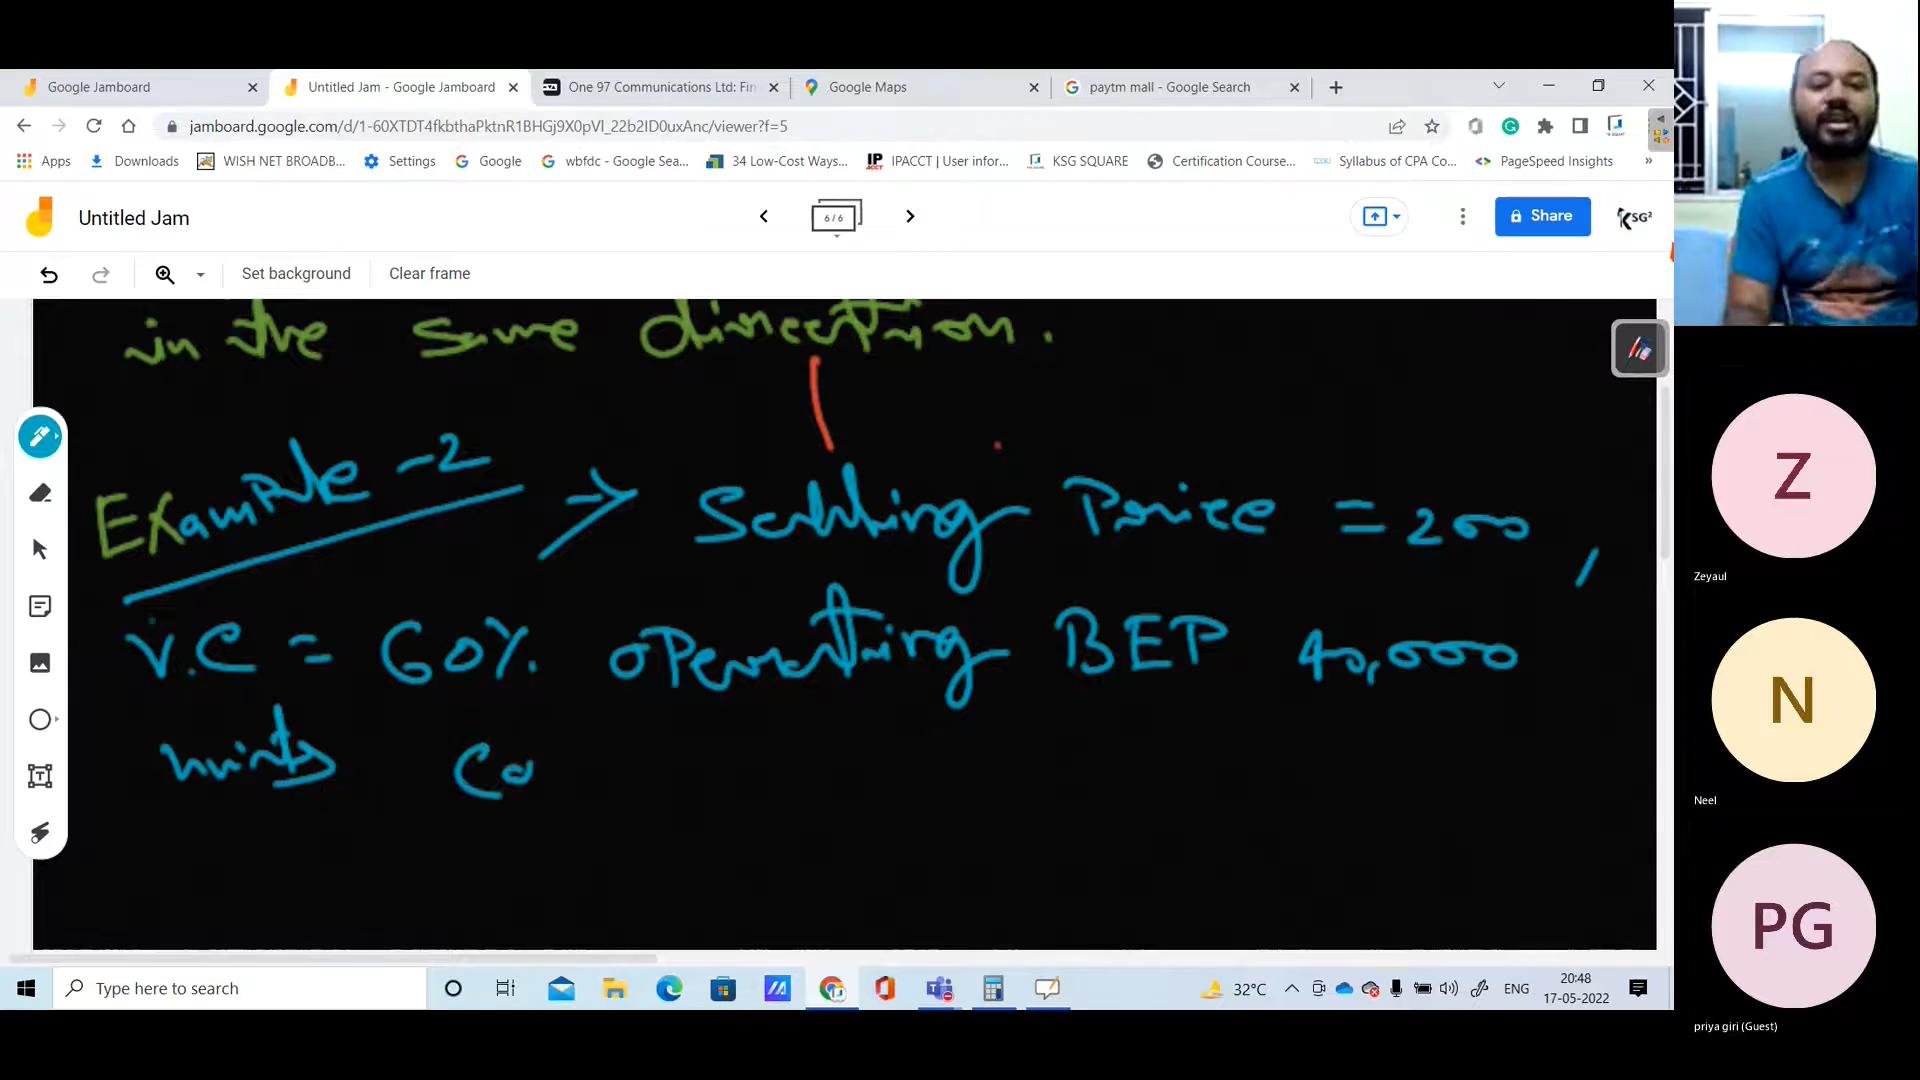 Google Jamboard
Untitled Jam - Google Jamboard
One 97 Communications Ltd: Fin
Google Maps
paytm mall - Google Search
jamboard.google.com/d/1-60XTDT4fkbthaPktnR1BHGj9X0pVl_22b2ID0uxAnc/viewer?f=5
Apps
Downloads
WISH NET BROADB...
Settings
Google
wbfdc - Google Sea...
34 Low-Cost Ways...
IPACCT | User infor...
KSG SQUARE
Certification Course...
Syllabus of CPA Co...
PageSpeed Insights
»
Untitled Jam
6 / 6
Share
KSG²
Set background
Clear frame
in the same direction.
Example -2 → Selling Price = 200,
V.C = 60%. operating BEP 40,000
units Co
Z
Zeyaul
N
Neel
PG
priya giri (Guest)
Type here to search
32°C
ENG
20:48
17-05-2022